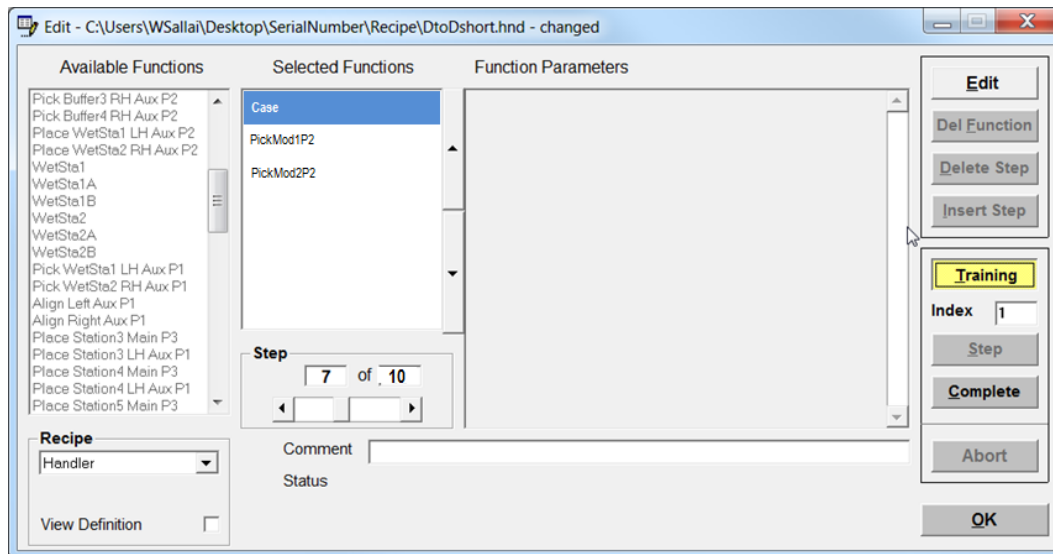 Edit - C:\Users\WSallai\Desktop\SerialNumber\Recipe\DtoDshort.hnd - changed
Available Functions
Pick Buffer3 RH Aux P2
Pick Buffer4 RH Aux P2
Place WetSta1 LH Aux P2
Place WetSta2 RH Aux P2
WetSta1
WetSta1A
WetSta1B
WetSta2
WetSta2A
WetSta2B
Pick WetSta1 LH Aux P1
Pick WetSta2 RH Aux P1
Align Left Aux P1
Align Right Aux P1
Place Station3 Main P3
Place Station3 LH Aux P1
Place Station4 Main P3
Place Station4 LH Aux P1
Place Station5 Main P3
Recipe
Handler
View Definition
Selected Functions
Case
PickMod1P2
PickMod2P2
Step
7 of 10
Function Parameters
Comment
Status
Edit
Del Function
Delete Step
Insert Step
Training
Index 1
Step
Complete
Abort
OK